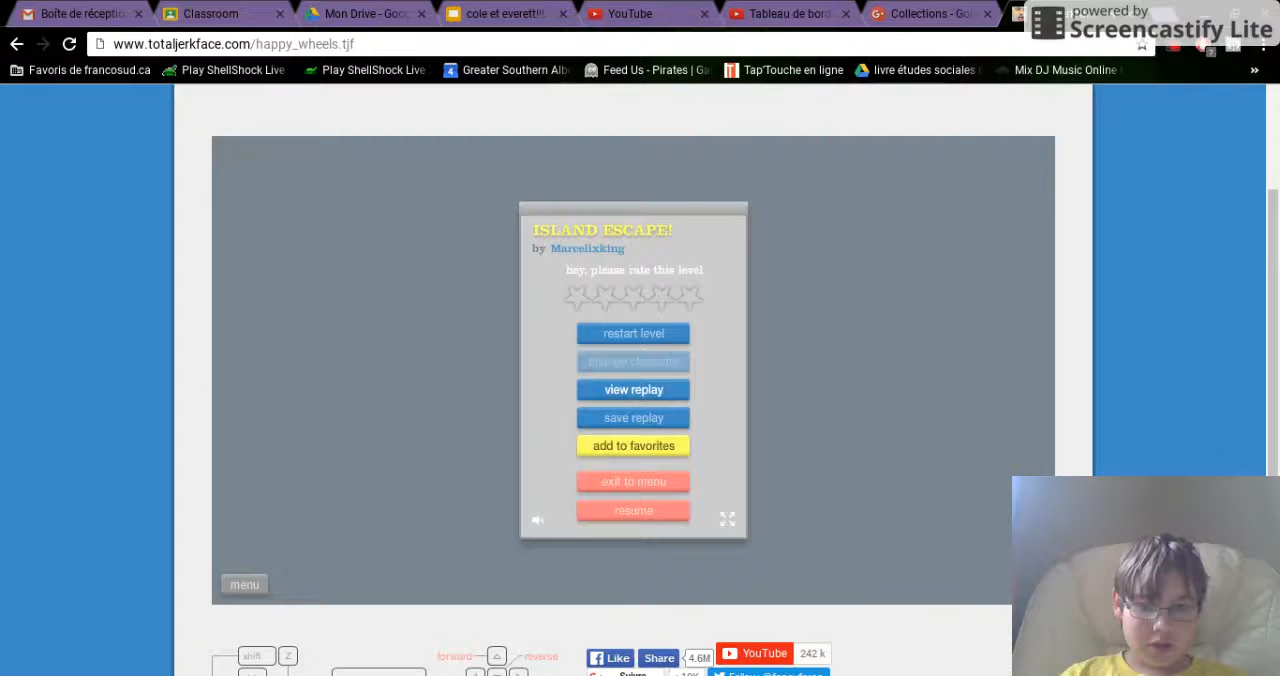 Boîte de réceptic
Classroom
Mon Drive - Goo
cole et everett!!!.
YouTube
Tableau de bord
Collections - Go
powered by
Screencastify Lite
www.totaljerkface.com/happy_wheels.tjf
Favoris de francosud.ca
Play ShellShock Live
Play ShellShock Live
Greater Southern Alb
Feed Us - Pirates | Ga
Tap'Touche en ligne
livre études sociales
Mix DJ Music Online !
»
ISLAND ESCAPE!
by Marcelixking
hey, please rate this level
restart level
change character
view replay
save replay
add to favorites
exit to menu
resume
menu
shift
Z
forward
reverse
Like
Share
4.6M
YouTube
242 k